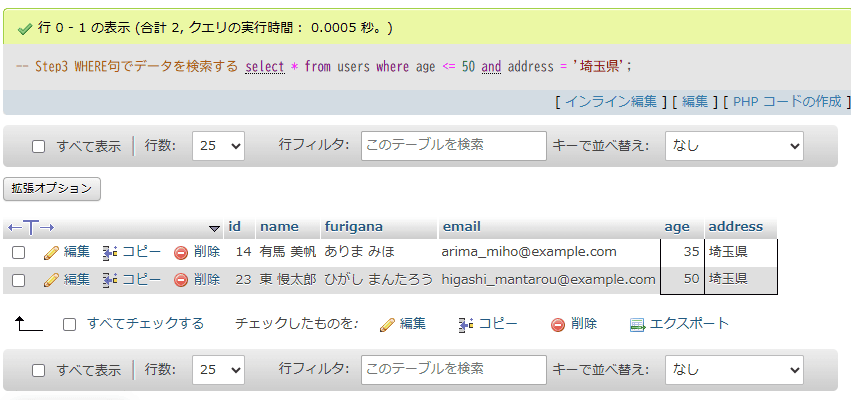 行 0 - 1 の表示 (合計 2, クエリの実行時間： 0.0005 秒。)
-- Step3 WHERE句でデータを検索する select * from users where age <= 50 and address = '埼玉県';
[ インライン編集 ] [ 編集 ] [ PHP コードの作成 ]
すべて表示 行数: 25 行フィルタ: このテーブルを検索 キーで並べ替え: なし
拡張オプション
←T→ id name furigana email age address
編集 コピー 削除 14 有馬 美帆 ありま みほ arima_miho@example.com 35 埼玉県
編集 コピー 削除 23 東 慢太郎 ひがし まんたろう higashi_mantarou@example.com 50 埼玉県
すべてチェックする チェックしたものを: 編集 コピー 削除 エクスポート
すべて表示 行数: 25 行フィルタ: このテーブルを検索 キーで並べ替え: なし